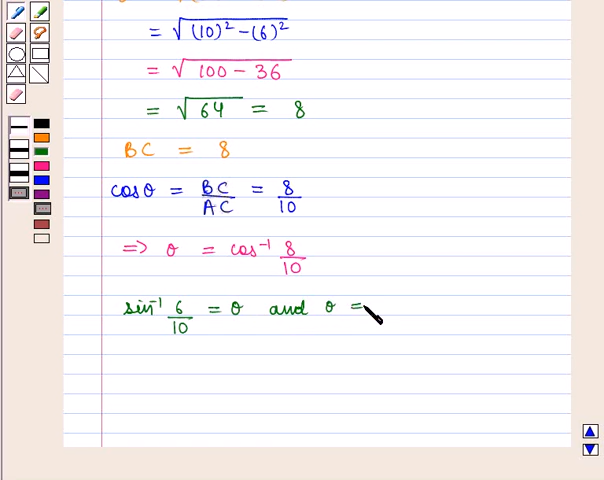 = √(10)² - (6)²
= √100 - 36
= √64 = 8
BC = 8
cosθ = BC/AC = 8/10
=> θ = cos⁻¹ 8/10
sin⁻¹ 6/10 = θ and θ =